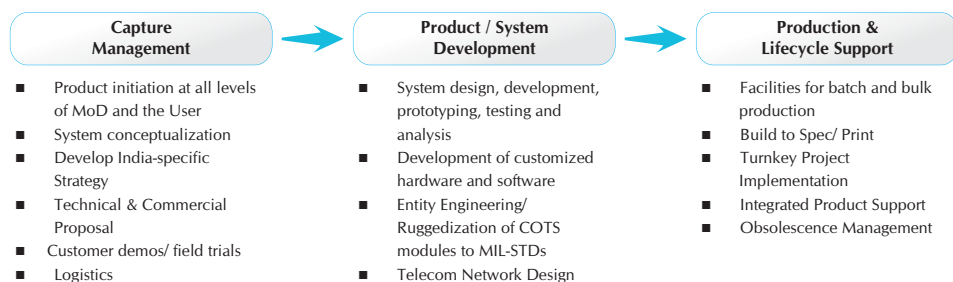 Capture
Management
Product / System
Development
Production &
Lifecycle Support
■ Product initiation at all levels
of MoD and the User
■ System conceptualization
■ Develop India-specific
Strategy
■ Technical & Commercial
Proposal
■ Customer demos/ field trials
■ Logistics
■ System design, development,
prototyping, testing and
analysis
■ Development of customized
hardware and software
■ Entity Engineering/
Ruggedization of COTS
modules to MIL-STDs
■ Telecom Network Design
■ Facilities for batch and bulk
production
■ Build to Spec/ Print
■ Turnkey Project
Implementation
■ Integrated Product Support
■ Obsolescence Management